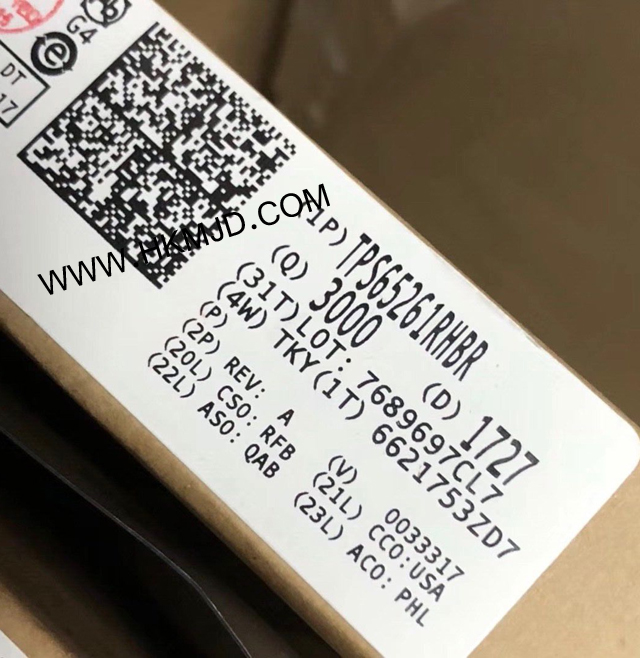 G4
DT
17
WWW.HKMJD.COM
1P) TPS65261RHBR
(Q) 3000 (D) 1727
(31T)LOT: 7689697CL7
(4W) TKY(1T) 6621753ZD7
(P)
(2P) REV: A (V) 0033317
(20L) CSO: RFB (21L) CCO:USA
(22L) ASO: QAB (23L) ACO: PHL